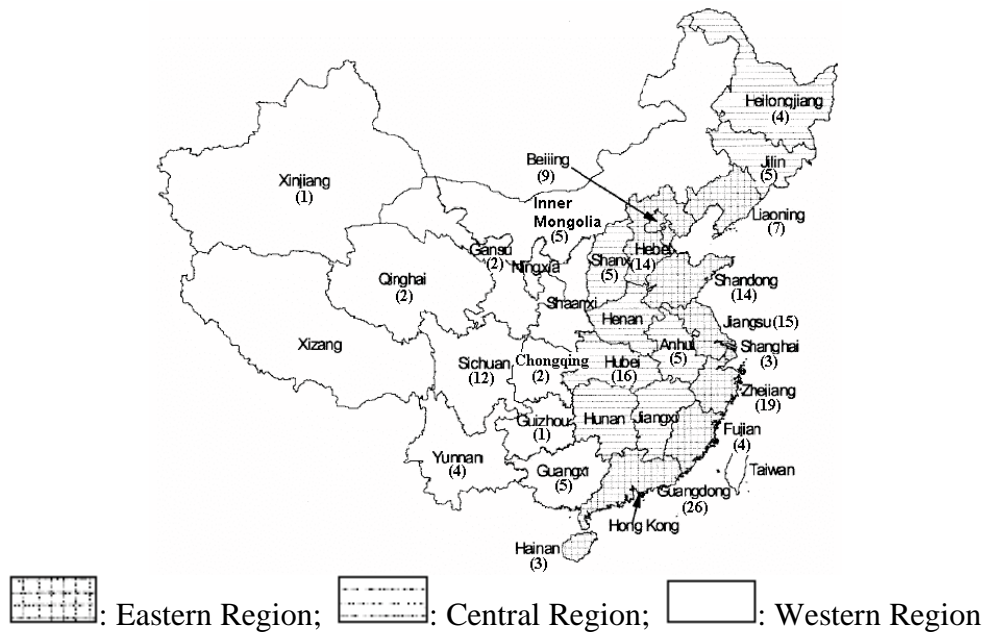 Heilongjiang
(4)
Jilin
(5)
Beijing
(9)
Liaoning
(7)
Xinjiang
(1)
Inner
Mongolia
(5)
Gansu
(2)
Ningxia
Shanxi
(5)
Hebei
(14)
Shandong
(14)
Qinghai
(2)
Shaanxi
Henan
Jiangsu (15)
Xizang
Anhui
(5)
Shanghai
(3)
Sichuan
(12)
Chongqing
(2)
Hubei
(16)
Zhejiang
(19)
Guizhou
(1)
Hunan
Jiangxi
Fujian
(4)
Yunnan
(4)
Guangxi
(5)
Taiwan
Guangdong
(26)
Hong Kong
Hainan
(3)
: Eastern Region; : Central Region; : Western Region